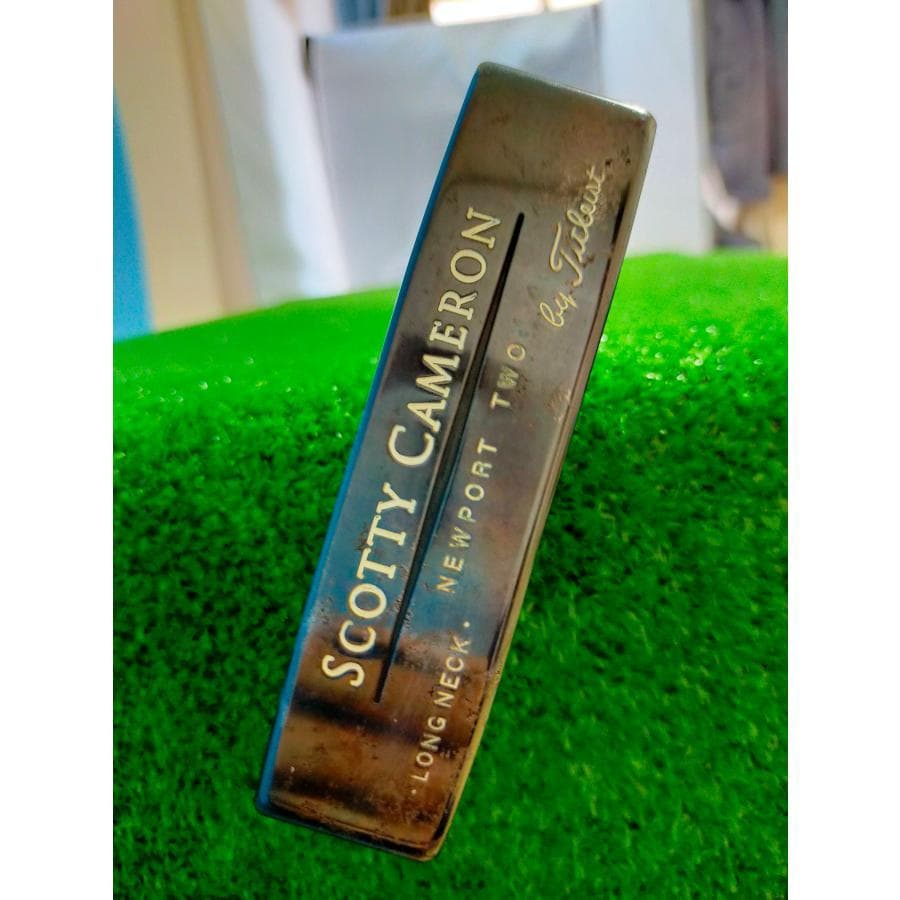 SCOTTY CAMERON
by Titleist.
· LONG NECK · NEWPORT TWO